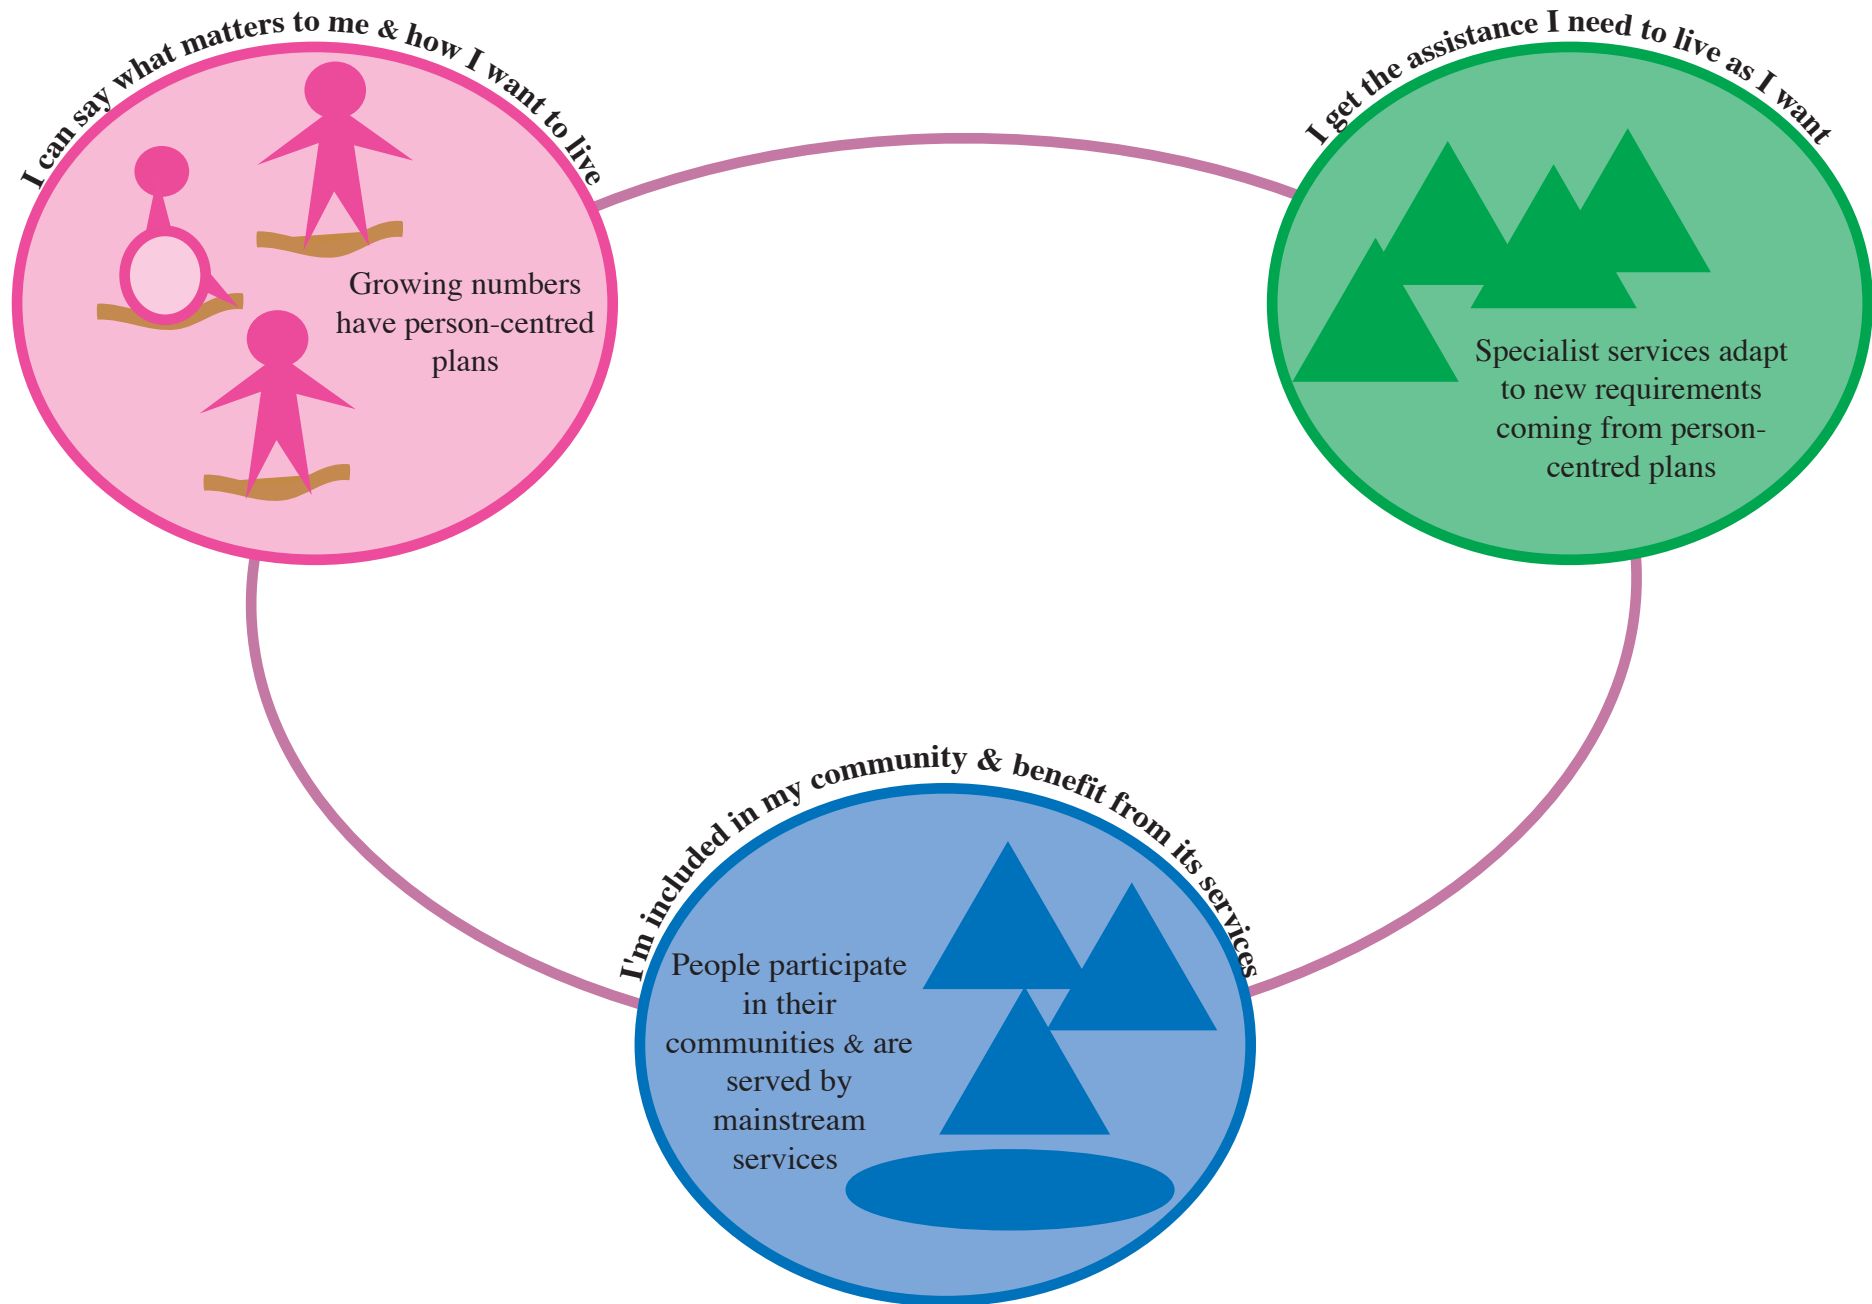 I can say what matters to me & how I want to live
Growing numbers
have person-centred
plans
I get the assistance I need to live as I want
Specialist services adapt
to new requirements
coming from person-
centred plans
I'm included in my community & benefit from its services
People participate
in their
communities & are
served by
mainstream
services